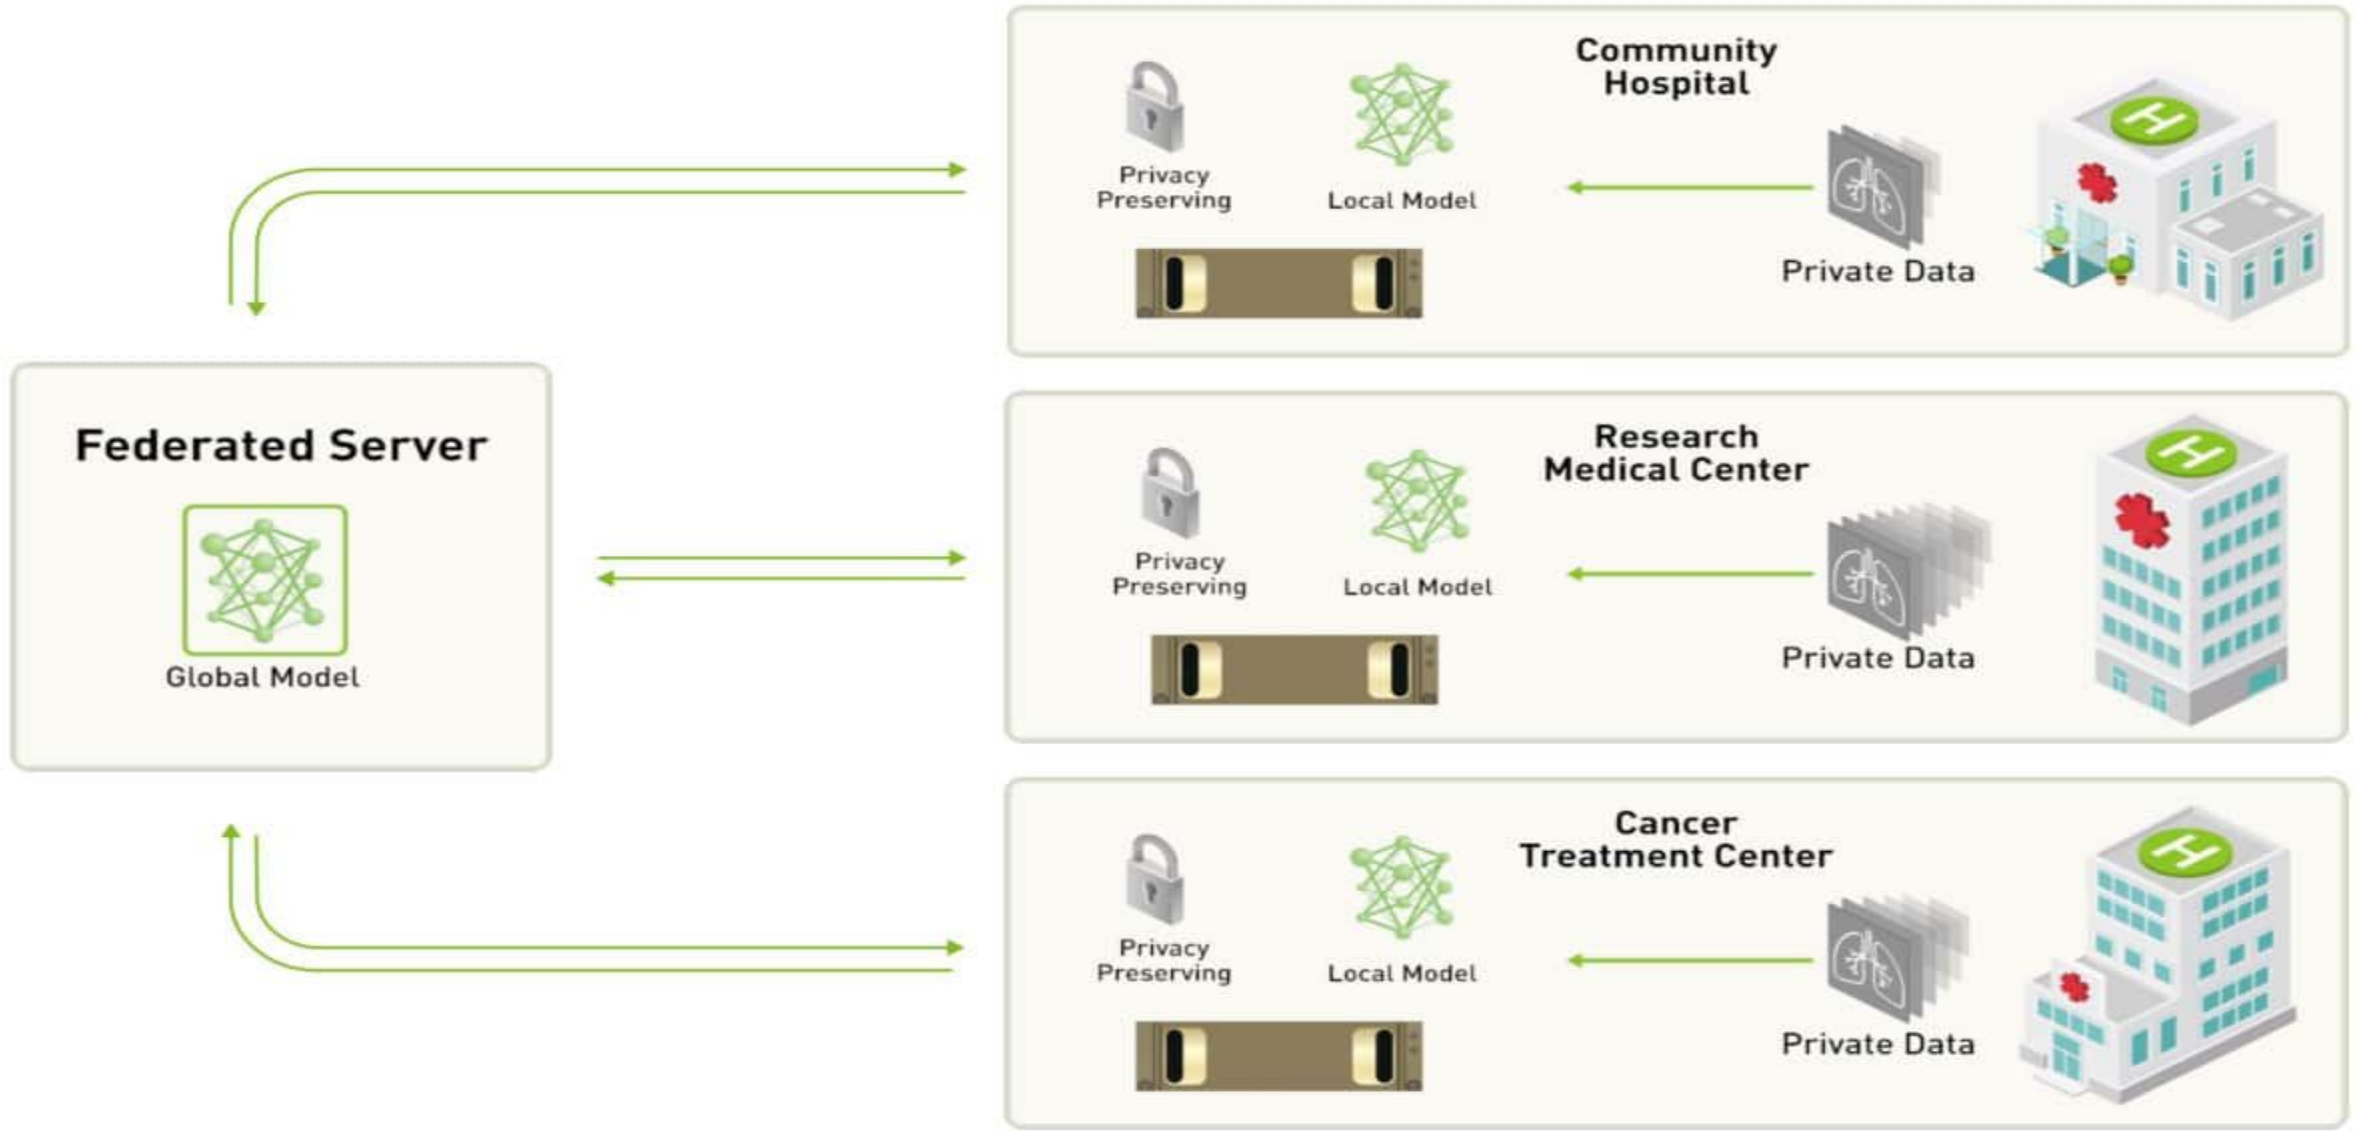 Community
Hospital
Privacy
Preserving
Local Model
Private Data
H
Federated Server
Global Model
Research
Medical Center
Privacy
Preserving
Local Model
Private Data
H
Cancer
Treatment Center
Privacy
Preserving
Local Model
Private Data
H